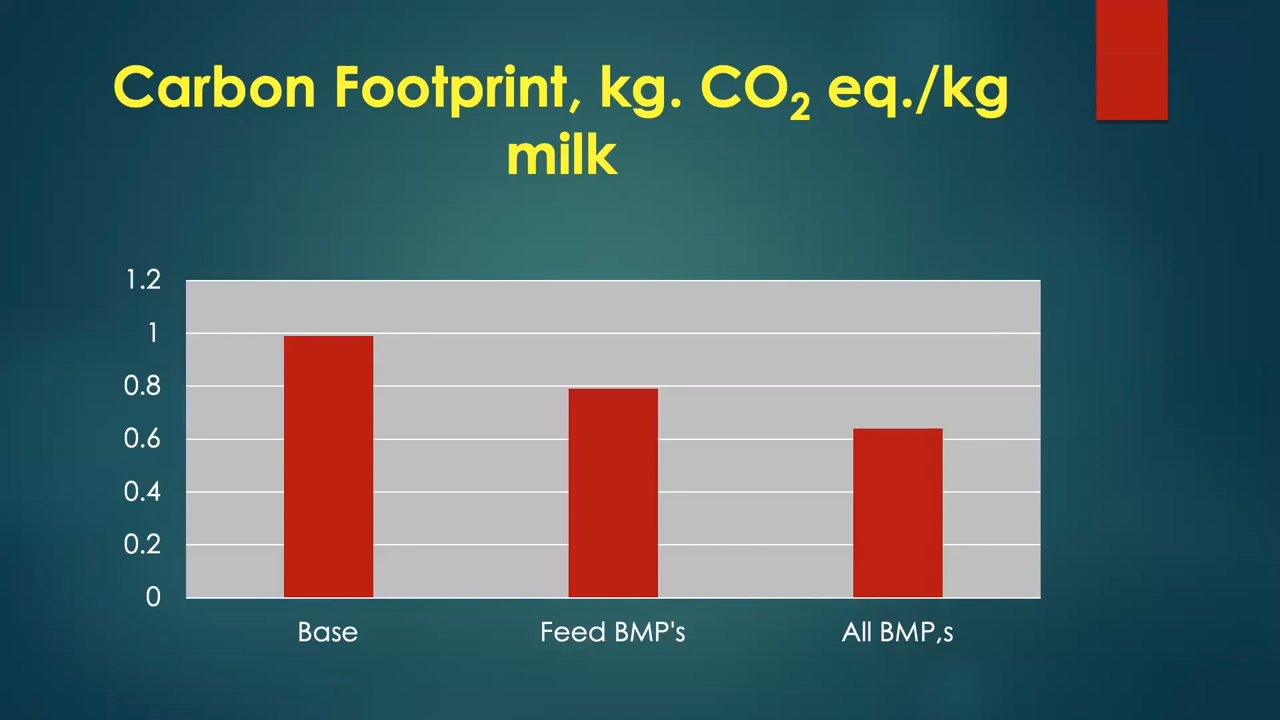 Carbon Footprint, kg. CO₂ eq./kg
milk
1.2
1
0.8
0.6
0.4
0.2
0
Base Feed BMP's All BMP,s